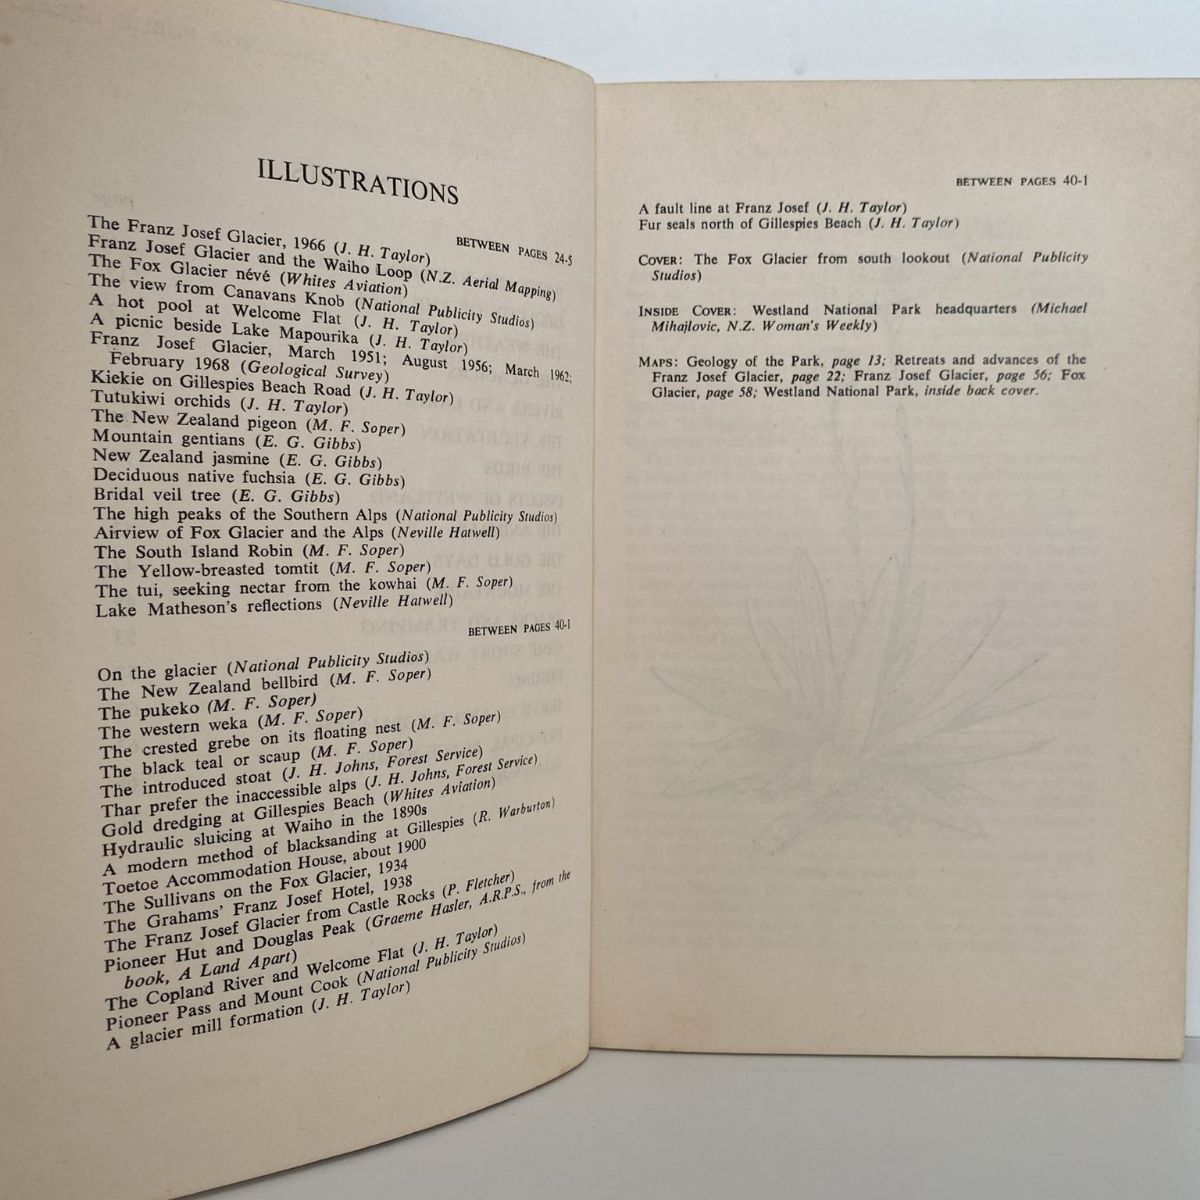 ILLUSTRATIONS
BETWEEN PAGES 24-5
The Franz Josef Glacier, 1966 (J. H. Taylor)
Franz Josef Glacier and the Waiho Loop (N.Z. Aerial Mapping)
The Fox Glacier névé (Whites Aviation)
The view from Canavans Knob (National Publicity Studios)
A hot pool at Welcome Flat (J. H. Taylor)
A picnic beside Lake Mapourika (J. H. Taylor)
Franz Josef Glacier, March 1951; August 1956; March 1962;
February 1968 (Geological Survey)
Kiekie on Gillespies Beach Road (J. H. Taylor)
Tutukiwi orchids (J. H. Taylor)
The New Zealand pigeon (M. F. Soper)
Mountain gentians (E. G. Gibbs)
New Zealand jasmine (E. G. Gibbs)
Deciduous native fuchsia (E. G. Gibbs)
Bridal veil tree (E. G. Gibbs)
The high peaks of the Southern Alps (National Publicity Studios)
Airview of Fox Glacier and the Alps (Neville Hatwell)
The South Island Robin (M. F. Soper)
The Yellow-breasted tomtit (M. F. Soper)
The tui, seeking nectar from the kowhai (M. F. Soper)
Lake Matheson's reflections (Neville Hatwell)
BETWEEN PAGES 40-1
On the glacier (National Publicity Studios)
The New Zealand bellbird (M. F. Soper)
The pukeko (M. F. Soper)
The western weka (M. F. Soper)
The crested grebe on its floating nest (M. F. Soper)
The black teal or scaup (M. F. Soper)
The introduced stoat (J. H. Johns, Forest Service)
Thar prefer the inaccessible alps (J. H. Johns, Forest Service)
Gold dredging at Gillespies Beach (Whites Aviation)
Hydraulic sluicing at Waiho in the 1890s
A modern method of blacksanding at Gillespies (R. Warburton)
Toetoe Accommodation House, about 1900
The Sullivans on the Fox Glacier, 1934
The Grahams' Franz Josef Hotel, 1938
The Franz Josef Glacier from Castle Rocks (P. Fletcher)
Pioneer Hut and Douglas Peak (Graeme Hasler, A.R.P.S., from the
book, A Land Apart)
The Copland River and Welcome Flat (J. H. Taylor)
Pioneer Pass and Mount Cook (National Publicity Studios)
A glacier mill formation (J. H. Taylor)
BETWEEN PAGES 40-1
A fault line at Franz Josef (J. H. Taylor)
Fur seals north of Gillespies Beach (J. H. Taylor)
COVER: The Fox Glacier from south lookout (National Publicity
Studios)
INSIDE COVER: Westland National Park headquarters (Michael
Mihajlovic, N.Z. Woman's Weekly)
MAPS: Geology of the Park, page 13; Retreats and advances of the
Franz Josef Glacier, page 22; Franz Josef Glacier, page 56; Fox
Glacier, page 58; Westland National Park, inside back cover.